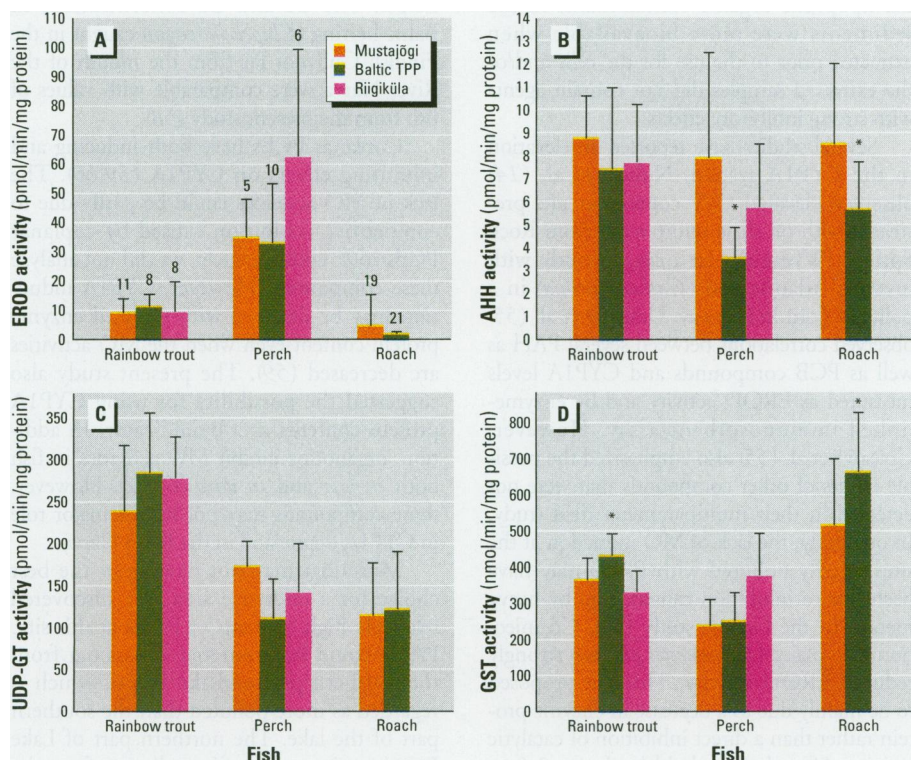 A
EROD activity (pmol/min/mg protein)
110
100
90
80
70
60
50
40
30
20
10
0
Mustajõgi
Baltic TPP
Riigiküla
11
8
8
5
10
6
19
21
Rainbow trout
Perch
Roach
B
AHH activity (pmol/min/mg protein)
14
13
12
11
10
9
8
7
6
5
4
3
2
1
0
*
*
Rainbow trout
Perch
Roach
C
UDP-GT activity (pmol/min/mg protein)
350
300
250
200
150
100
50
0
Rainbow trout
Perch
Roach
Fish
D
GST activity (nmol/min/mg protein)
800
700
600
500
400
300
200
100
0
*
*
Rainbow trout
Perch
Roach
Fish